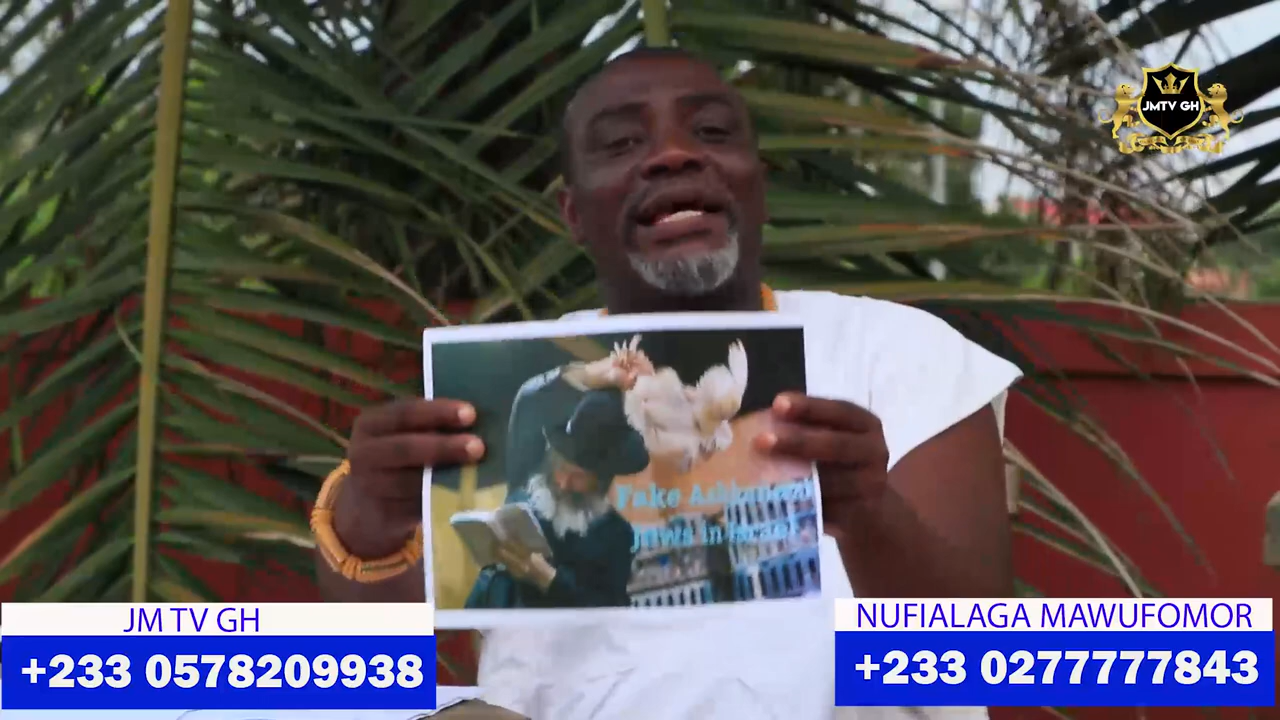 JMTV GH
Fake Ashkenazi
Jews in Israel
JM TV GH
+233 0578209938
NUFIALAGA MAWUFOMOR
+233 0277777843